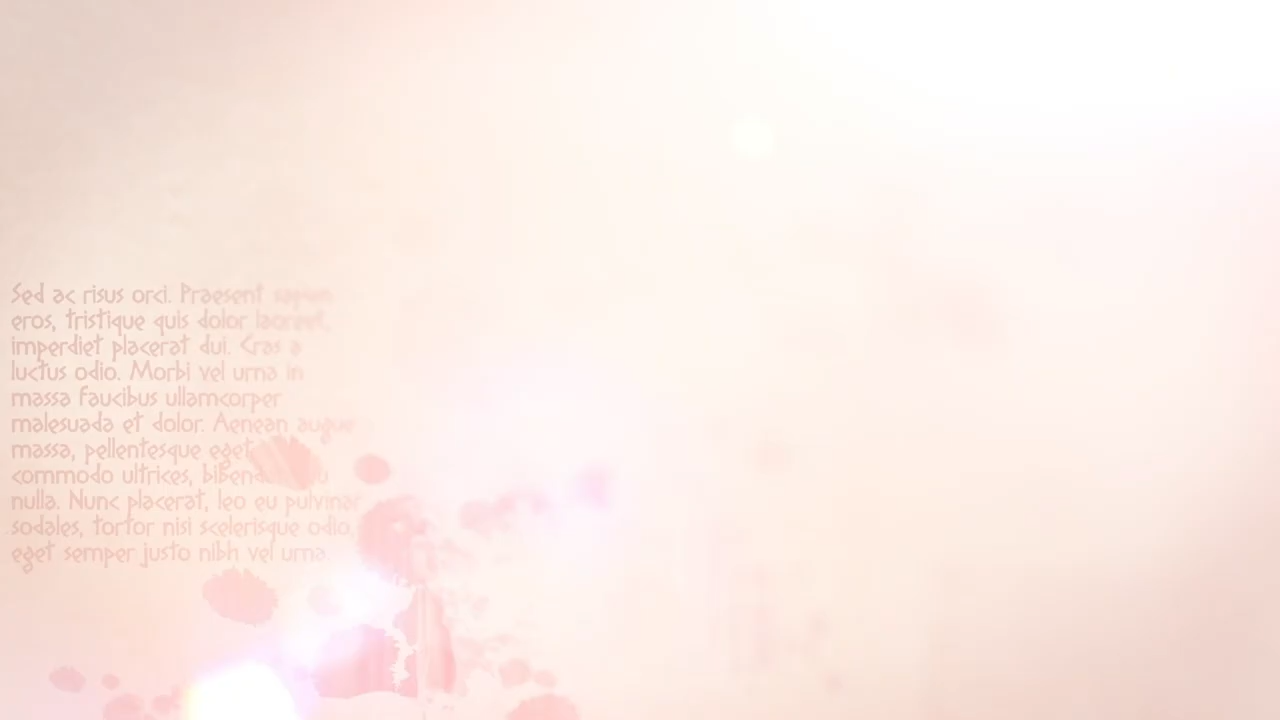 Sed ac risus orci. Praesent sapien
eros, tristique quis dolor laoreet,
imperdiet placerat dui. Cras a
luctus odio. Morbi vel urna in
massa faucibus ullamcorper
malesuada et dolor. Aenean augue
massa, pellentesque eget
commodo ultrices,
nulla. Nunc placerat, leo eu pulvinar
sodales, tortor nisi scelerisque odio,
eget semper justo nibh vel urna.